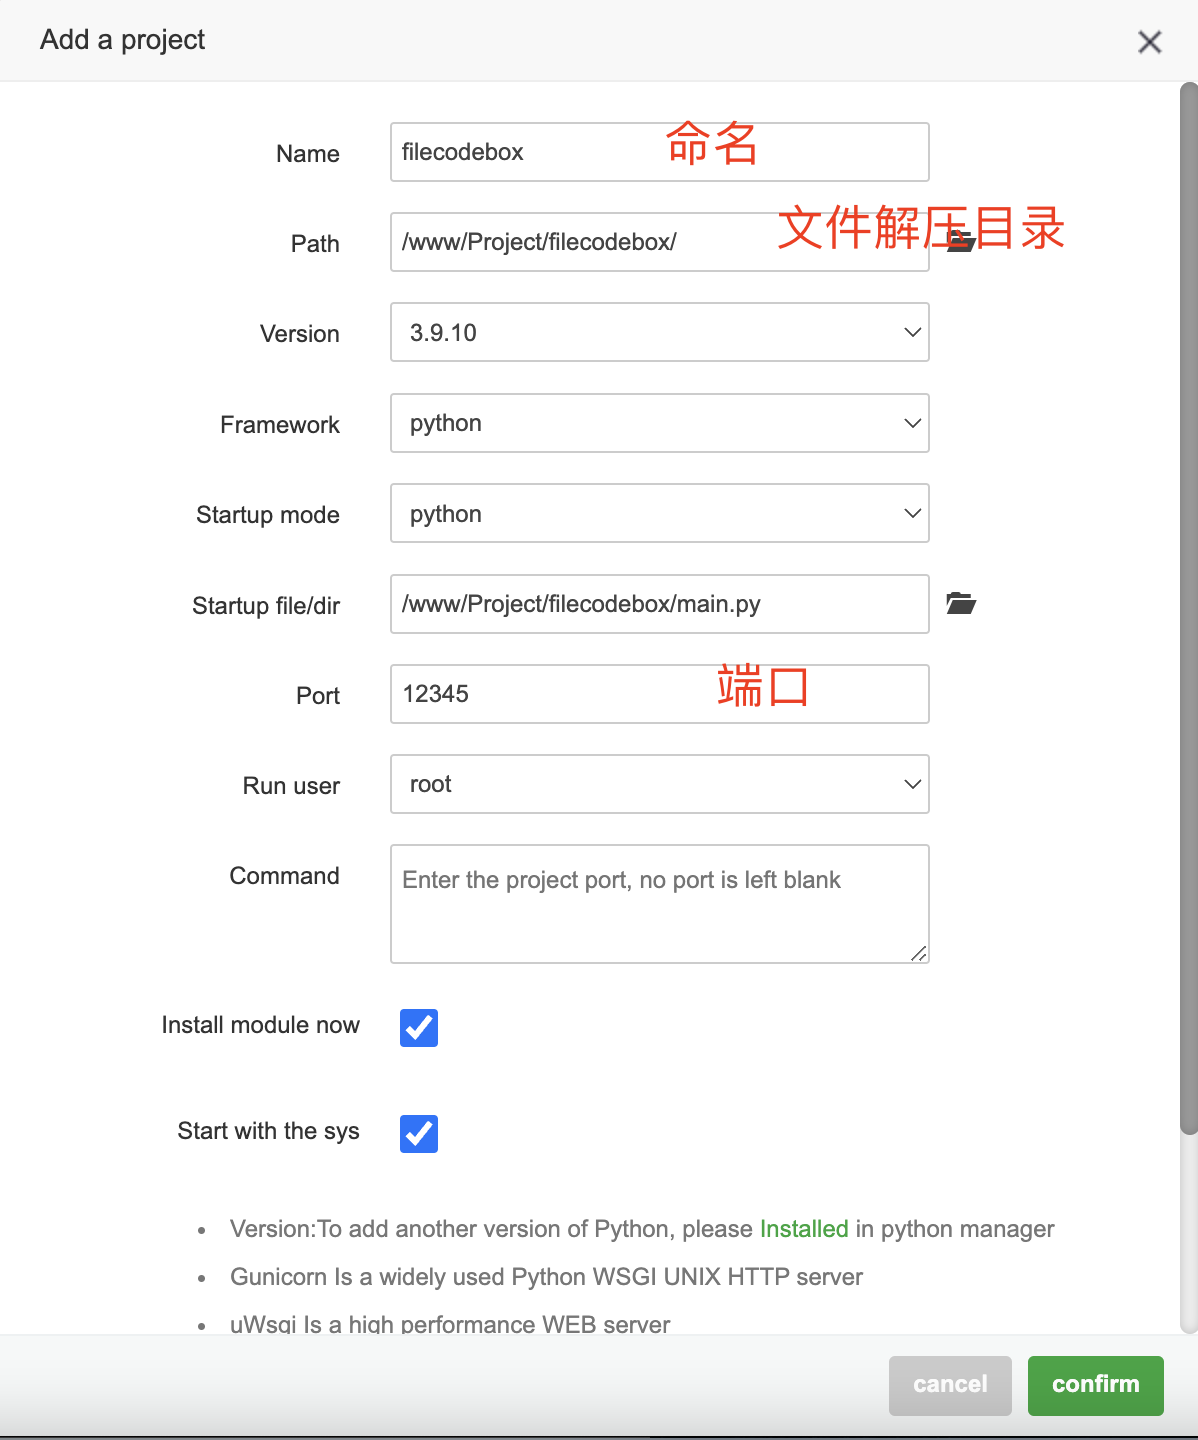 Add a project
Name
filecodebox
命名
Path
/www/Project/filecodebox/
文件解压目录
Version
3.9.10
Framework
python
Startup mode
python
Startup file/dir
/www/Project/filecodebox/main.py
Port
12345
端口
Run user
root
Command
Enter the project port, no port is left blank
Install module now
Start with the sys
Version:To add another version of Python, please Installed in python manager
Gunicorn Is a widely used Python WSGI UNIX HTTP server
uWsgi Is a high performance WEB server
cancel
confirm